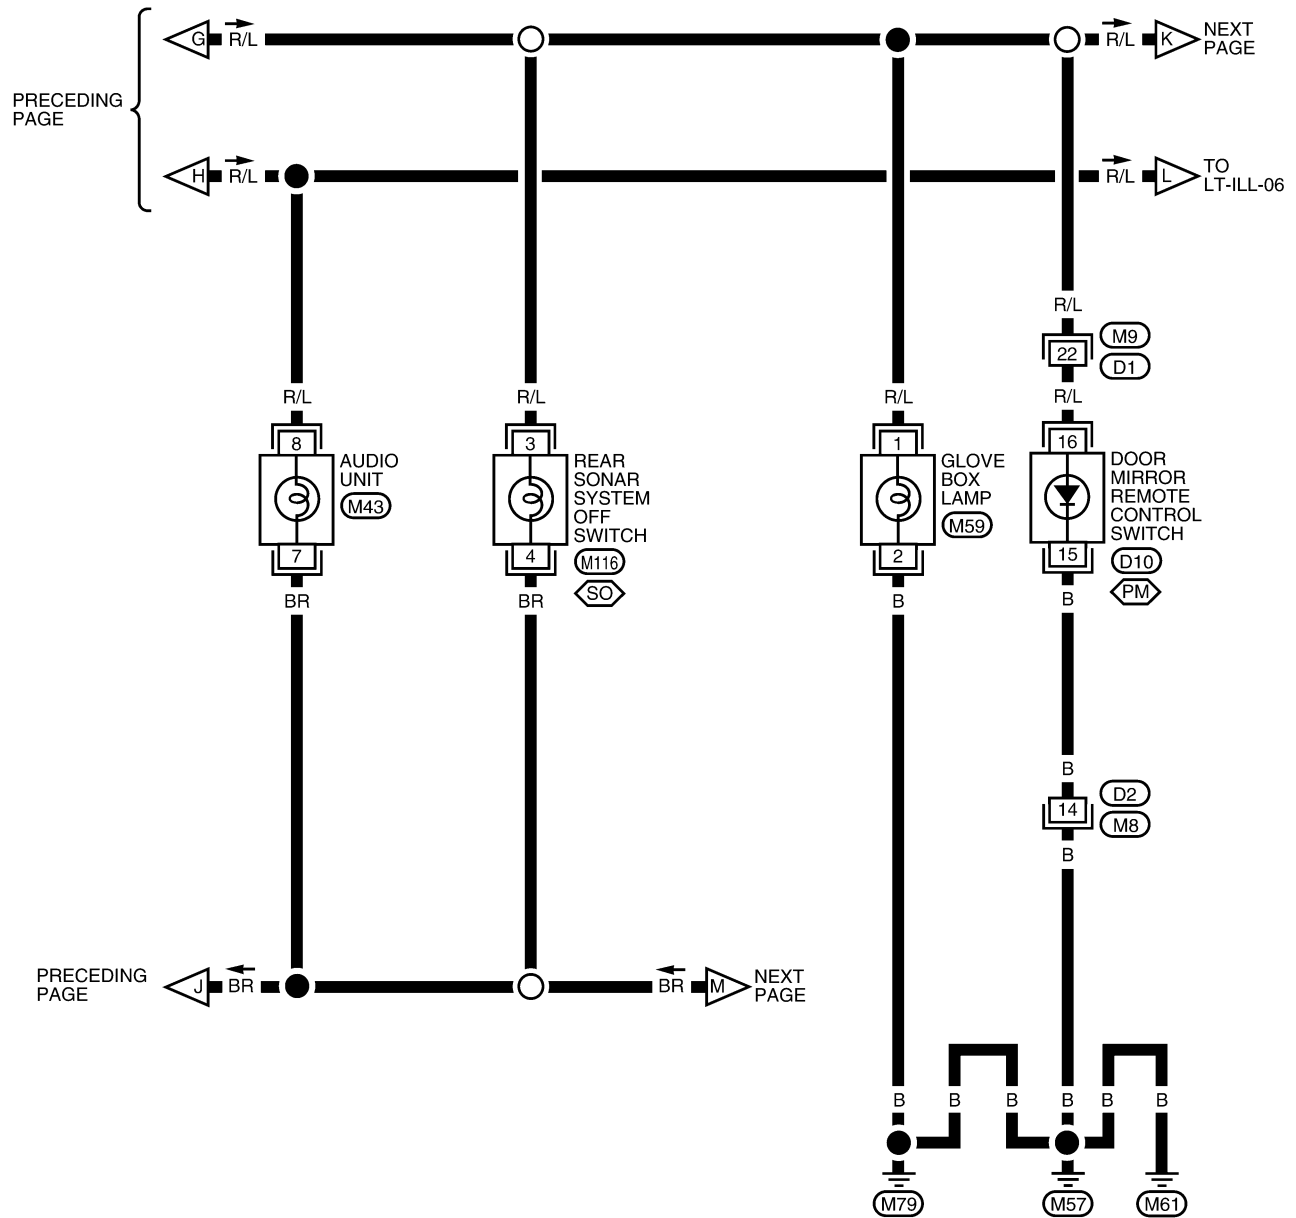 G R/L R/L K NEXT
PAGE
PRECEDING
PAGE
H R/L R/L L TO
LT-ILL-06
R/L
22
M9
D1
R/L R/L R/L R/L
8
AUDIO
UNIT
M43
7
BR
3
REAR
SONAR
SYSTEM
OFF
SWITCH
4
M116
SO
BR
1
GLOVE
BOX
LAMP
M59
2
B
16
DOOR
MIRROR
REMOTE
CONTROL
SWITCH
15
D10
PM
B
B
14
D2
M8
B
PRECEDING
PAGE
J BR BR M
NEXT
PAGE
B B B B B B
M79 M57 M61